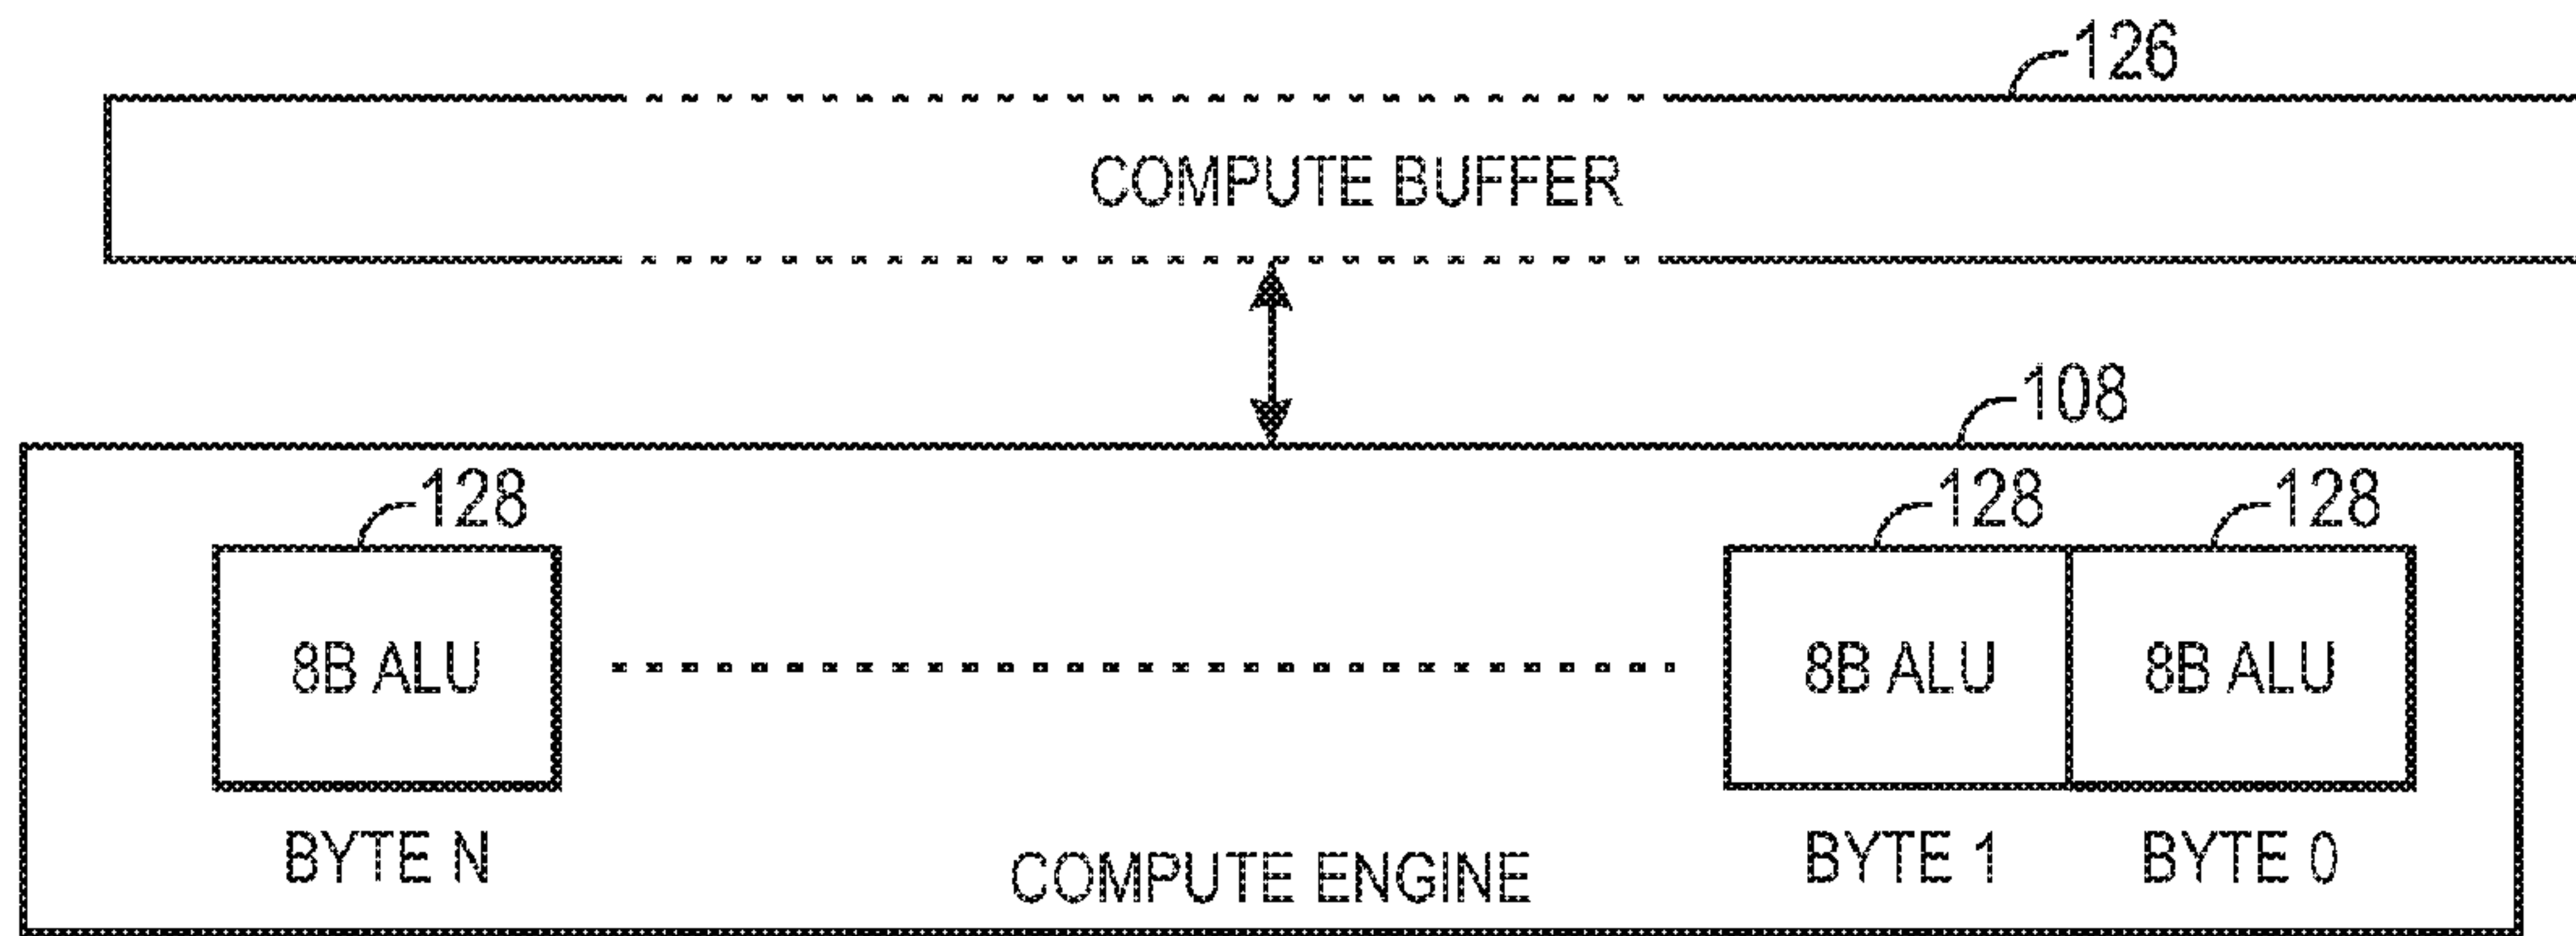 126
COMPUTE BUFFER
108
128 128 128
8B ALU 8B ALU 8B ALU
BYTE N BYTE 1 BYTE 0
COMPUTE ENGINE